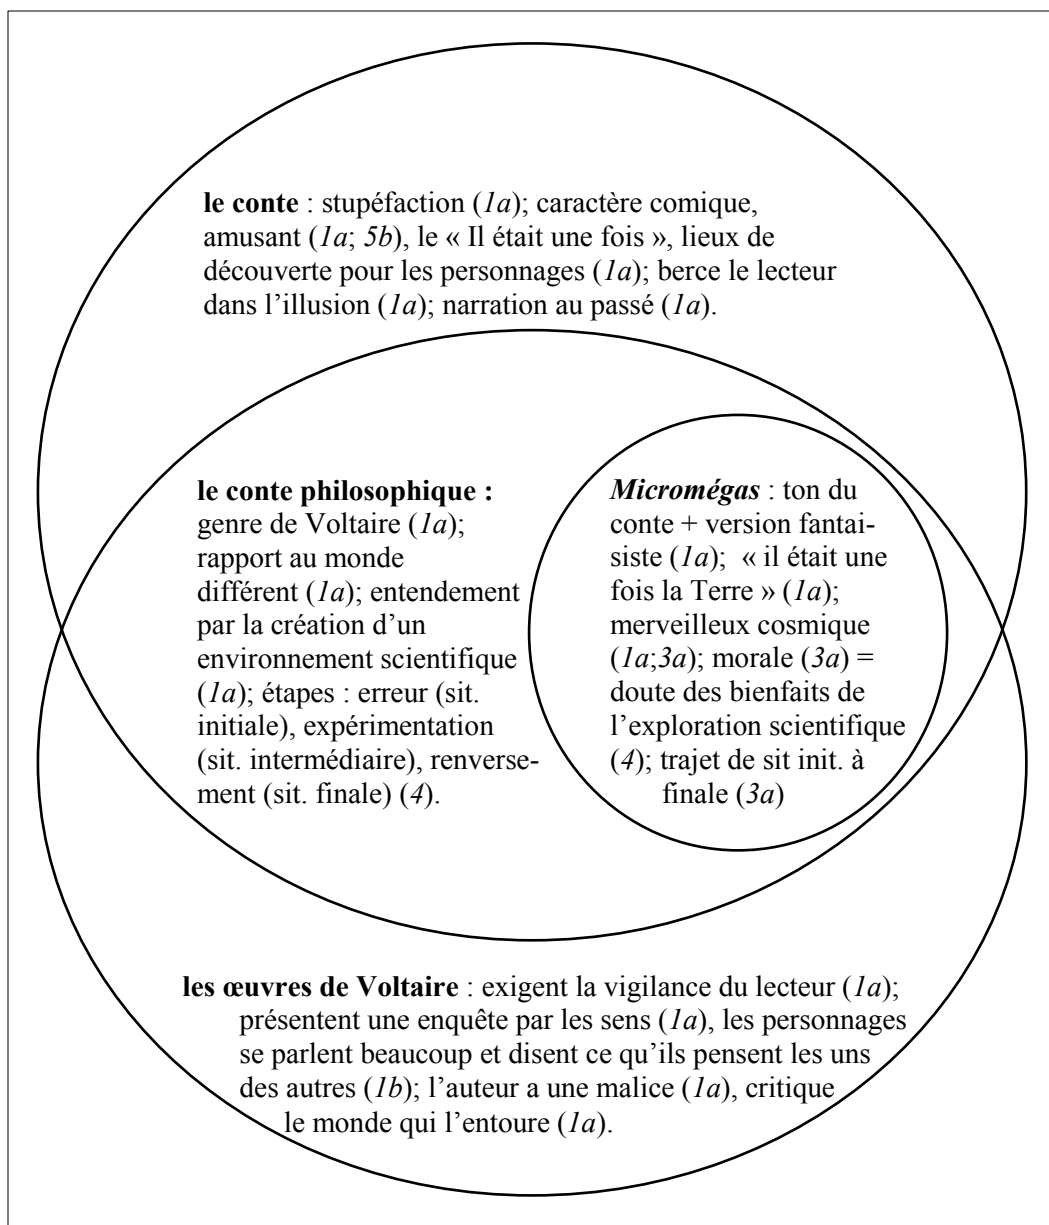 le conte : stupéfaction (1a); caractère comique,
amusant (1a; 5b), le « Il était une fois », lieux de
découverte pour les personnages (1a); berce le lecteur
dans l’illusion (1a); narration au passé (1a).
le conte philosophique :
genre de Voltaire (1a);
rapport au monde
différent (1a); entendement
par la création d’un
environnement scientifique
(1a); étapes : erreur (sit.
initiale), expérimentation
(sit. intermédiaire), renverse-
ment (sit. finale) (4).
Micromégas : ton du
conte + version fantai-
siste (1a); « il était une
fois la Terre » (1a);
merveilleux cosmique
(1a;3a); morale (3a) =
doute des bienfaits de
l’exploration scientifique
(4); trajet de sit init. à
finale (3a)
les œuvres de Voltaire : exigent la vigilance du lecteur (1a);
présentent une enquête par les sens (1a), les personnages
se parlent beaucoup et disent ce qu’ils pensent les uns
des autres (1b); l’auteur a une malice (1a), critique
le monde qui l’entoure (1a).